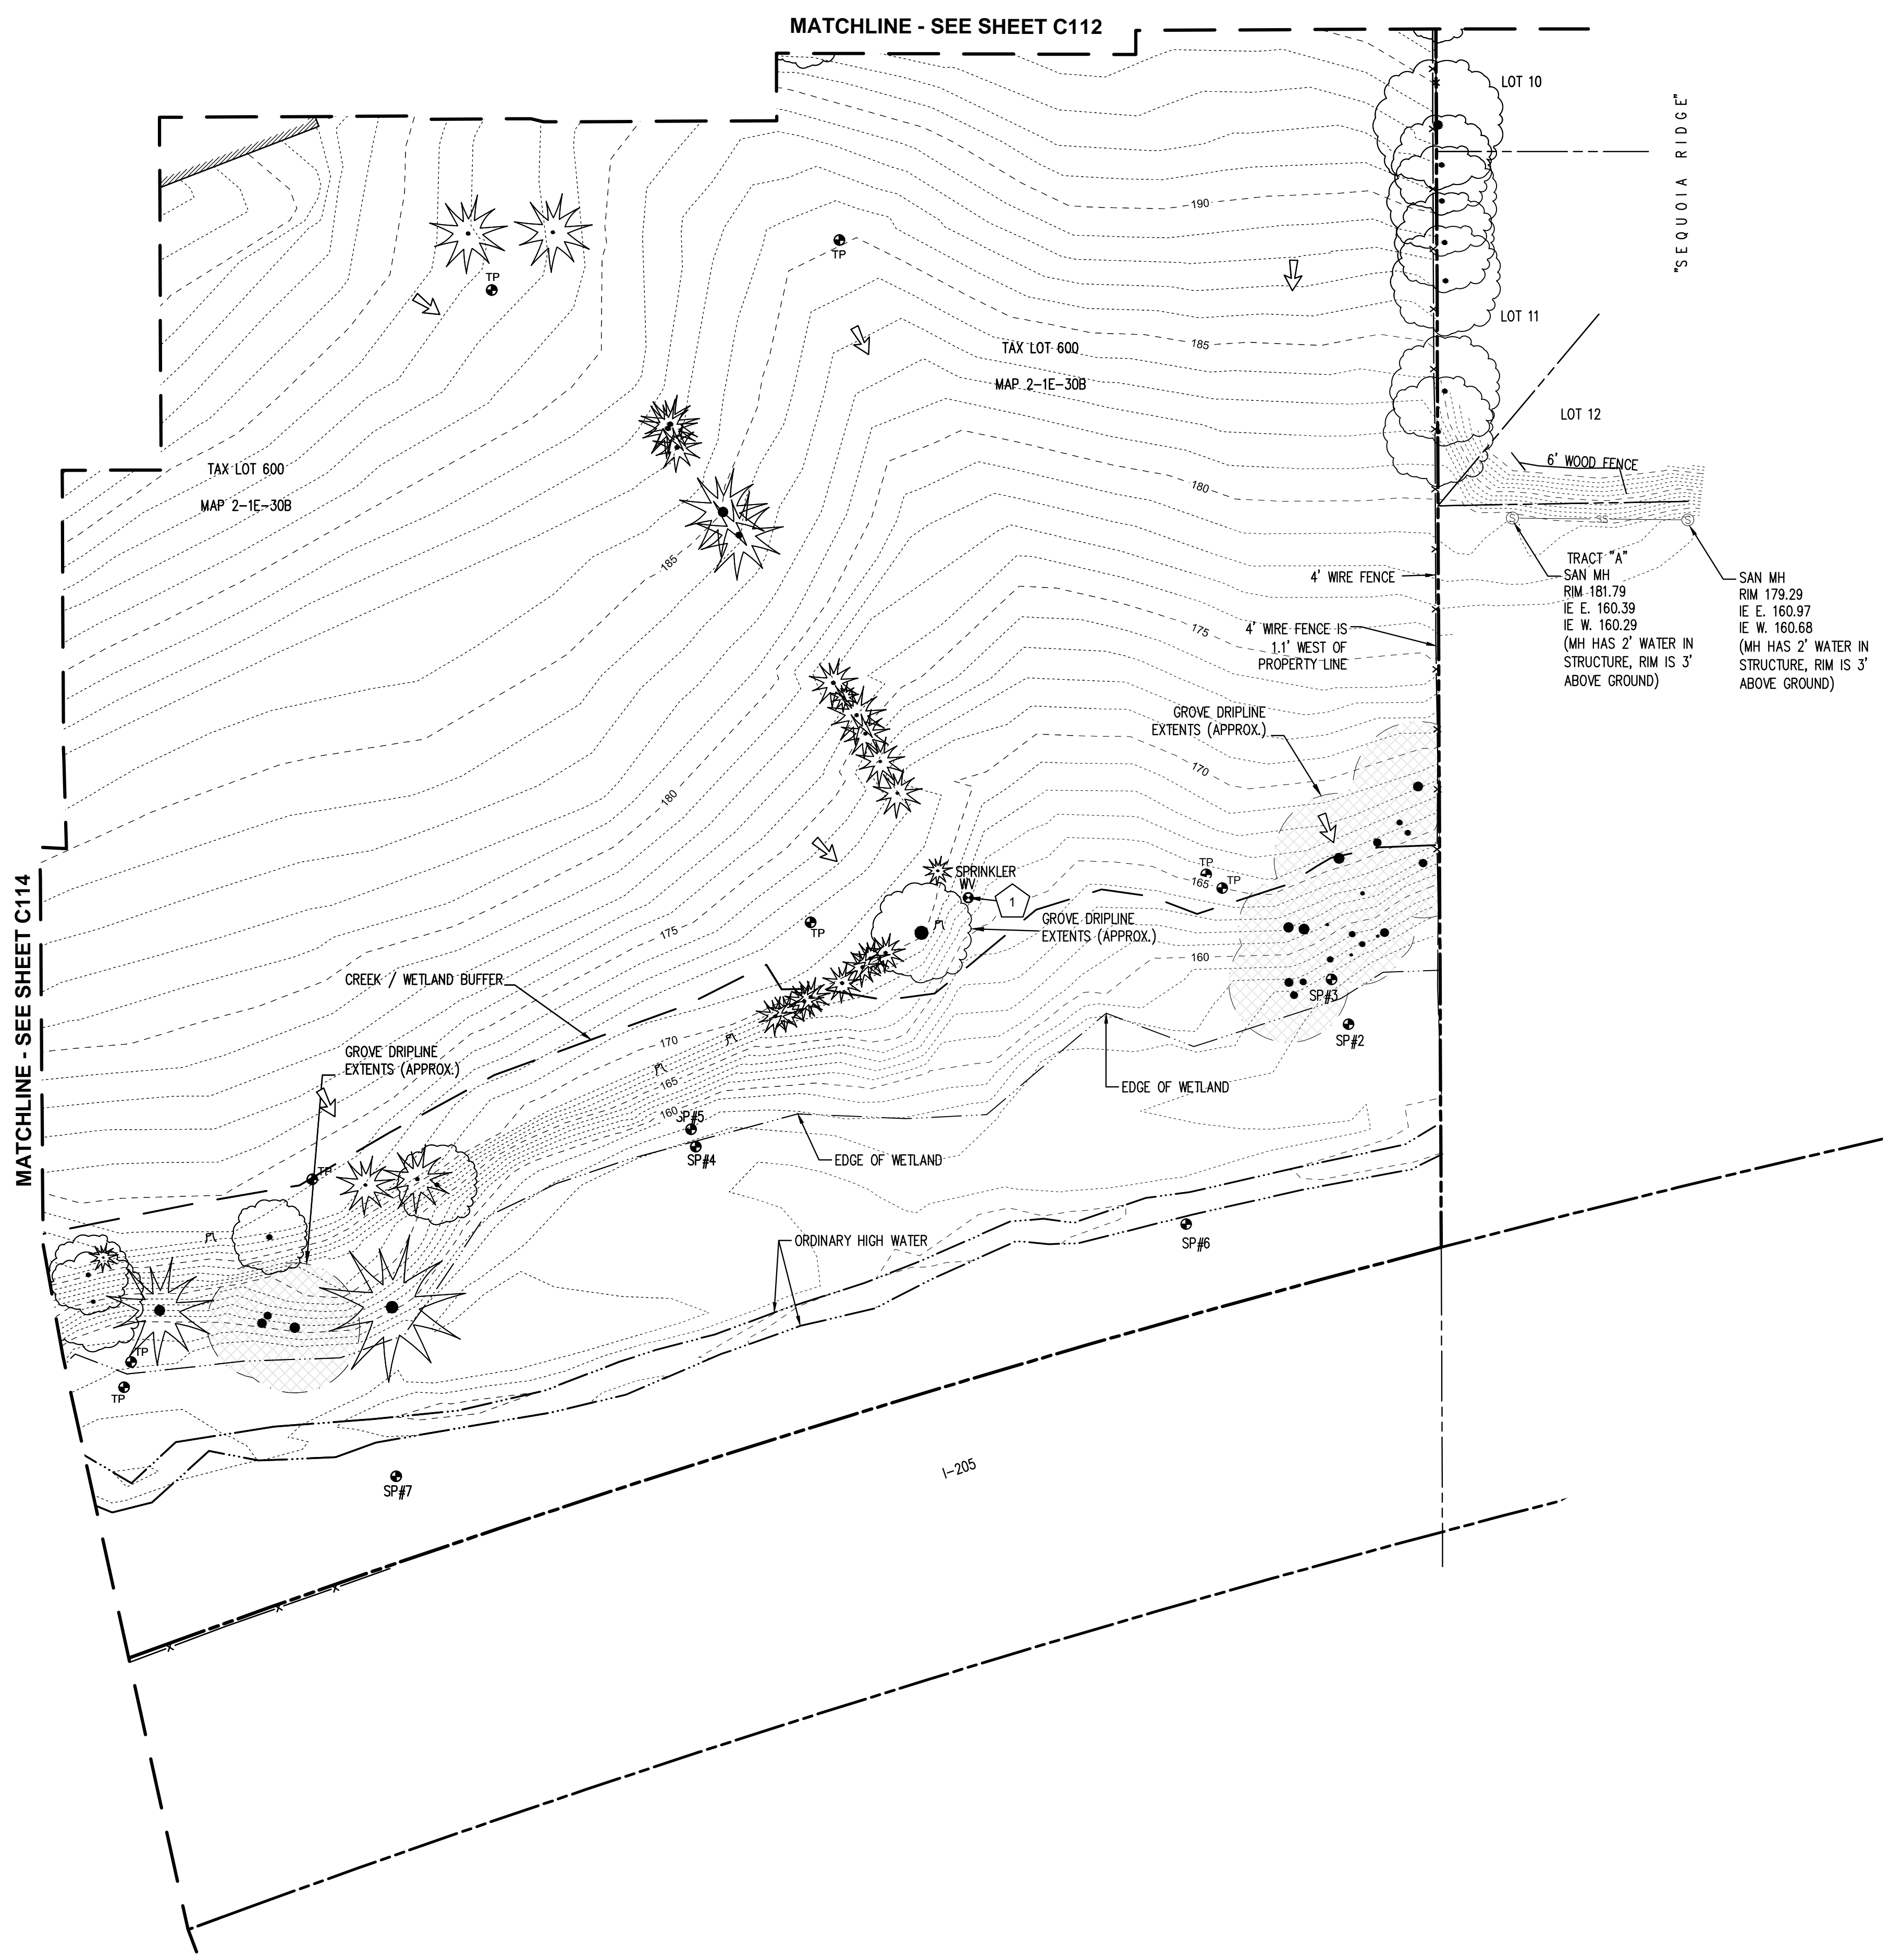 MATCHLINE - SEE SHEET C112
LOT 10
"SEQUOIA RIDGE"
190
TP
TP
LOT 11
185
TAX LOT 600
MAP 2-1E-30B
LOT 12
6' WOOD FENCE
TAX LOT 600
MAP 2-1E-30B
180
S
SS
S
185
4' WIRE FENCE
TRACT "A"
SAN MH
RIM 181.79
IE E. 160.39
IE W. 160.29
(MH HAS 2' WATER IN
STRUCTURE, RIM IS 3'
ABOVE GROUND)
SAN MH
RIM 179.29
IE E. 160.97
IE W. 160.68
(MH HAS 2' WATER IN
STRUCTURE, RIM IS 3'
ABOVE GROUND)
175
4' WIRE FENCE IS
1.1' WEST OF
PROPERTY LINE
GROVE DRIPLINE
EXTENTS (APPROX.)
170
180
SPRINKLER
WV
1
TP
165
TP
GROVE DRIPLINE
EXTENTS (APPROX.)
TP
175
160
MATCHLINE - SEE SHEET C114
CREEK / WETLAND BUFFER
SP#3
SP#2
170
GROVE DRIPLINE
EXTENTS (APPROX.)
165
EDGE OF WETLAND
160
SP#5
SP#4
EDGE OF WETLAND
TP
ORDINARY HIGH WATER
SP#6
TP
TP
SP#7
I-205